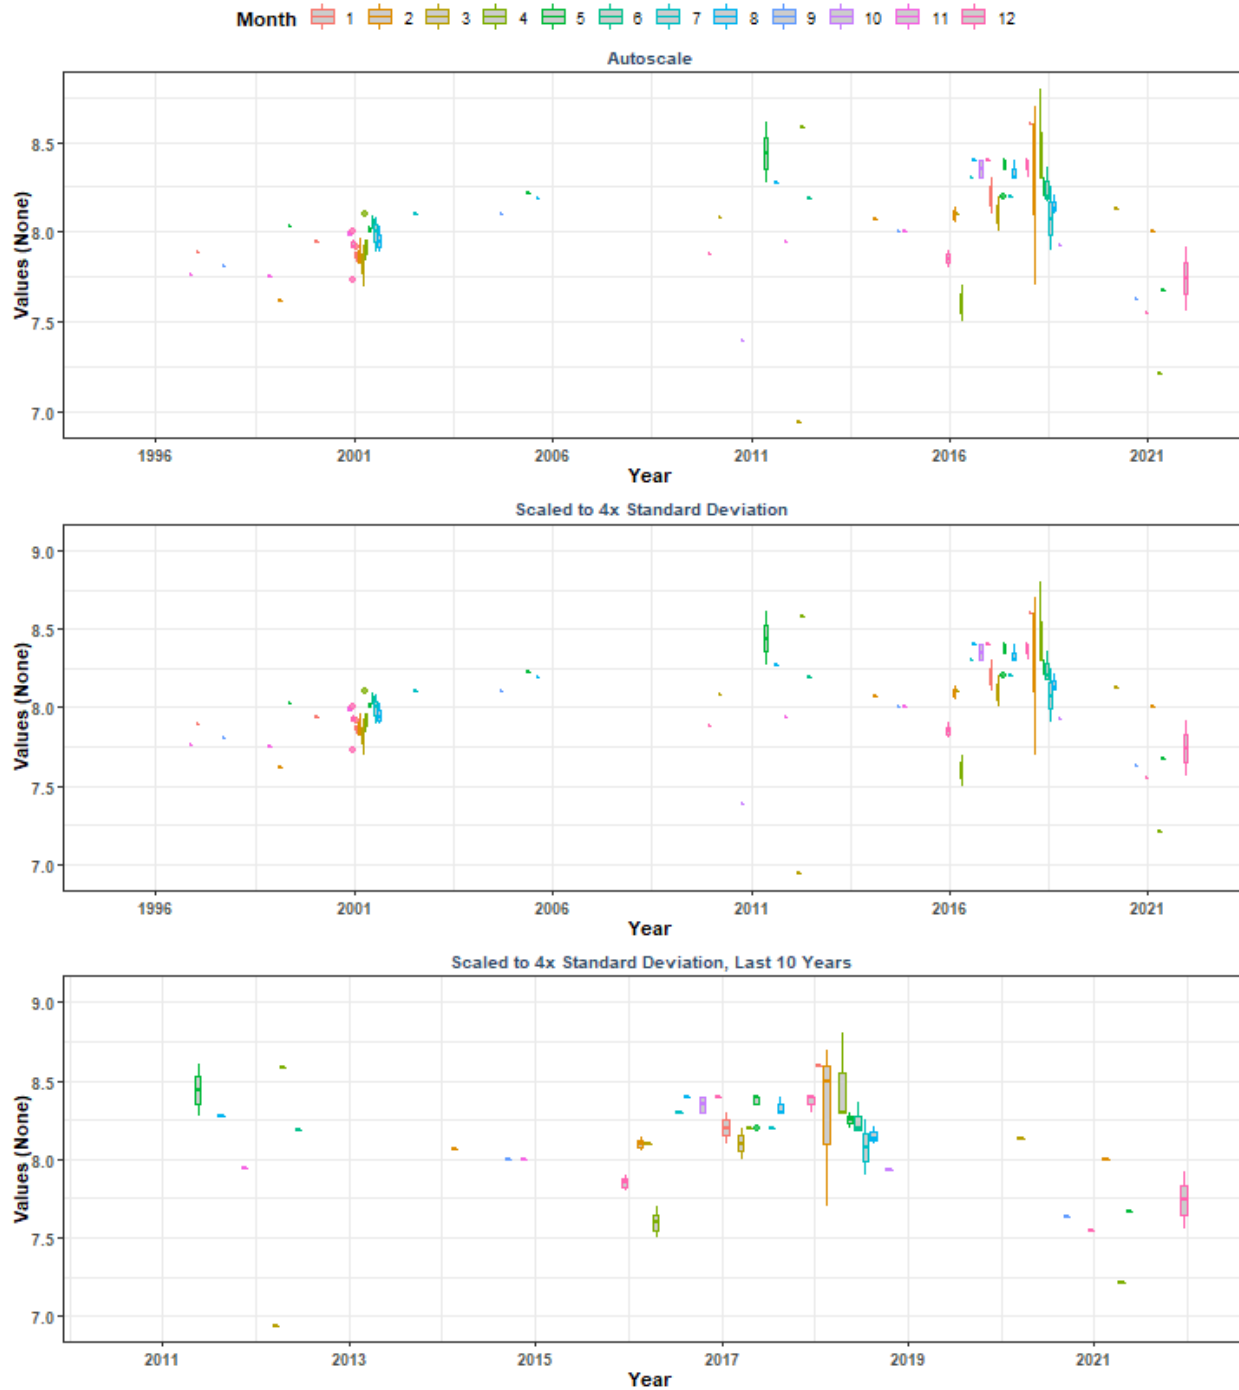 Month 1 2 3 4 5 6 7 8 9 10 11 12
Autoscale
Values (None)
8.5
8.0
7.5
7.0
1996 2001 2006 2011 2016 2021
Year
Scaled to 4x Standard Deviation
Values (None)
9.0
8.5
8.0
7.5
7.0
1996 2001 2006 2011 2016 2021
Year
Scaled to 4x Standard Deviation, Last 10 Years
Values (None)
9.0
8.5
8.0
7.5
7.0
2011 2013 2015 2017 2019 2021
Year